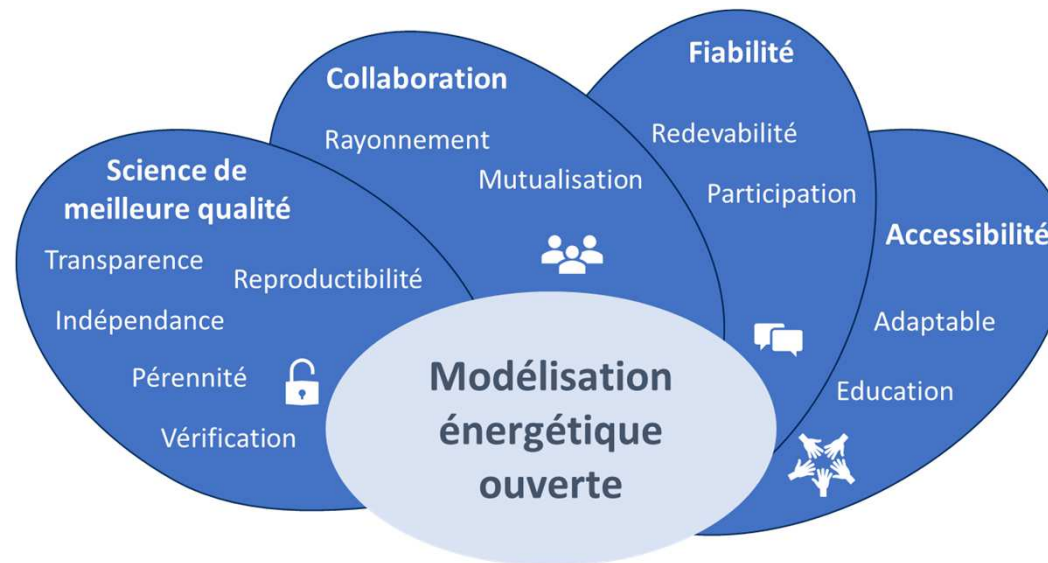 Science de
meilleure qualité
Transparence
Reproductibilité
Indépendance
Pérennité
Vérification
Collaboration
Rayonnement
Mutualisation
Fiabilité
Redevabilité
Participation
Accessibilité
Adaptable
Education
Modélisation
énergétique
ouverte